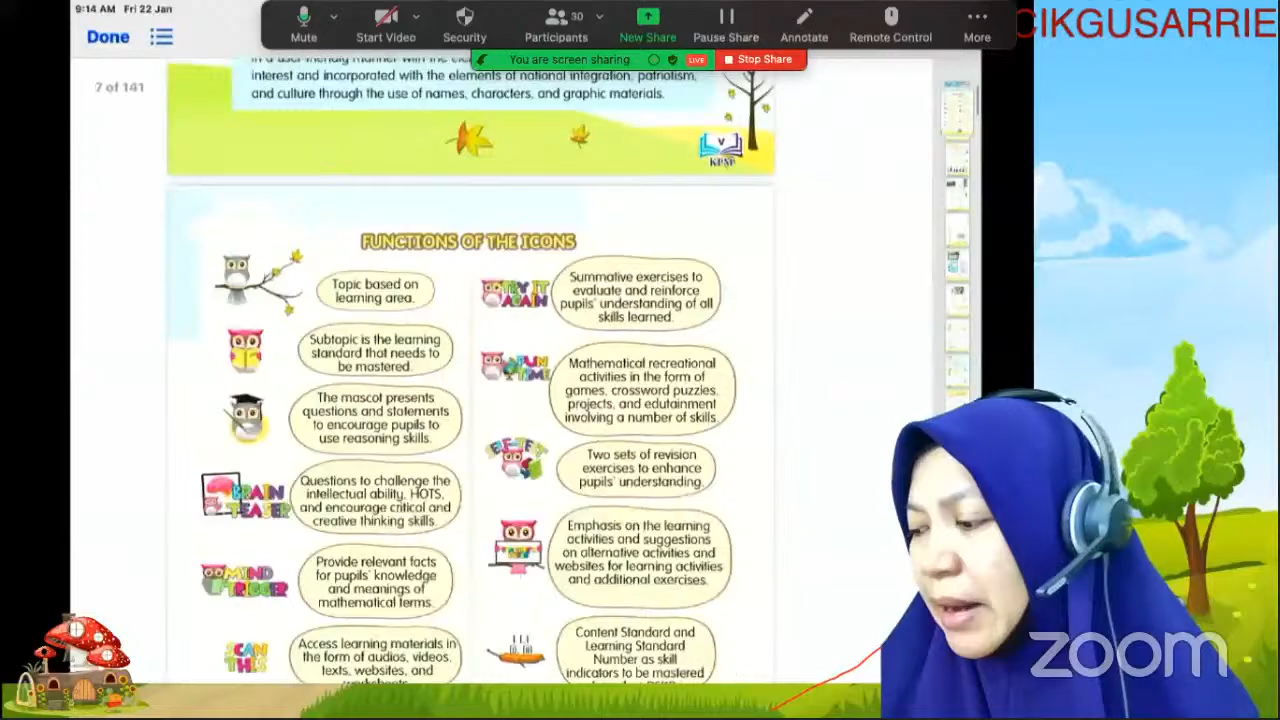 9:14 AM Fri 22 Jan
Done
Mute
Start Video
Security
30
Participants
New Share
Pause Share
Annotate
Remote Control
More
CIKGUSARRIE
You are screen sharing
LIVE
Stop Share
7 of 141
interest and incorporated with the elements of national integration, patriotism,
and culture through the use of names, characters, and graphic materials.
V
KPSP
FUNCTIONS OF THE ICONS
Topic based on
learning area.
Subtopic is the learning
standard that needs to
be mastered.
The mascot presents
questions and statements
to encourage pupils to
use reasoning skills.
BRAIN
TEASER
Questions to challenge the
intellectual ability, HOTS,
and encourage critical and
creative thinking skills.
MIND
TRIGGER
Provide relevant facts
for pupils' knowledge
and meanings of
mathematical terms.
SCAN
THIS
Access learning materials in
the form of audios, videos,
texts, websites, and
TRY IT
AGAIN
Summative exercises to
evaluate and reinforce
pupils' understanding of all
skills learned.
FUN
TIME
Mathematical recreational
activities in the form of
games, crossword puzzles,
projects, and edutainment
involving a number of skills
Two sets of revision
exercises to enhance
pupils' understanding.
Emphasis on the learning
activities and suggestions
on alternative activities and
websites for learning activities
and additional exercises.
Content Standard and
Learning Standard
Number as skill
indicators to be mastered
zoom